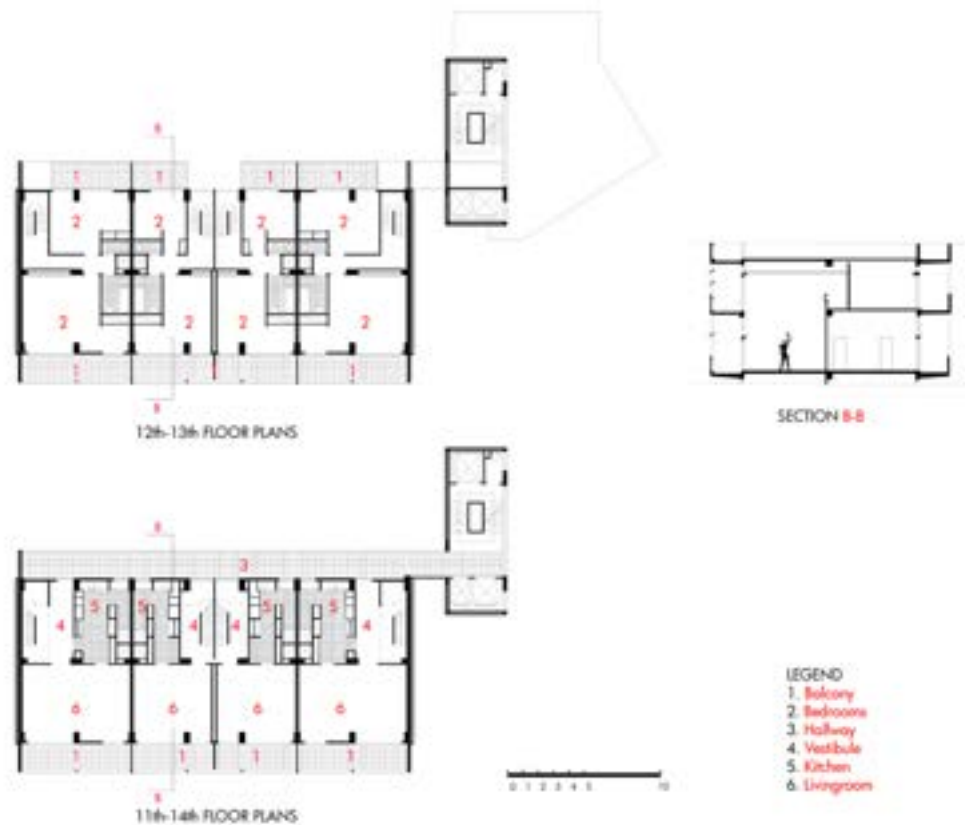 B
1 1 1 1
2 2 2 2
2 2 2 2
1 1 1
B
12th-13th FLOOR PLANS
SECTION B-B
B
3
5 5 5 5
4 4 4 4
6 6 6 6
1 1 1 1
B
11th-14th FLOOR PLANS
0 1 2 3 4 5 10
LEGEND
1. Balcony
2. Bedrooms
3. Hallway
4. Vestibule
5. Kitchen
6. Livingroom